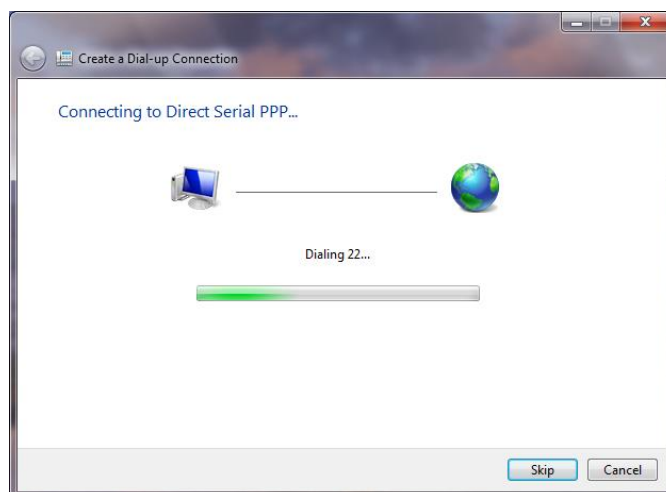 Create a Dial-up Connection
Connecting to Direct Serial PPP...
Dialing 22...
Skip
Cancel